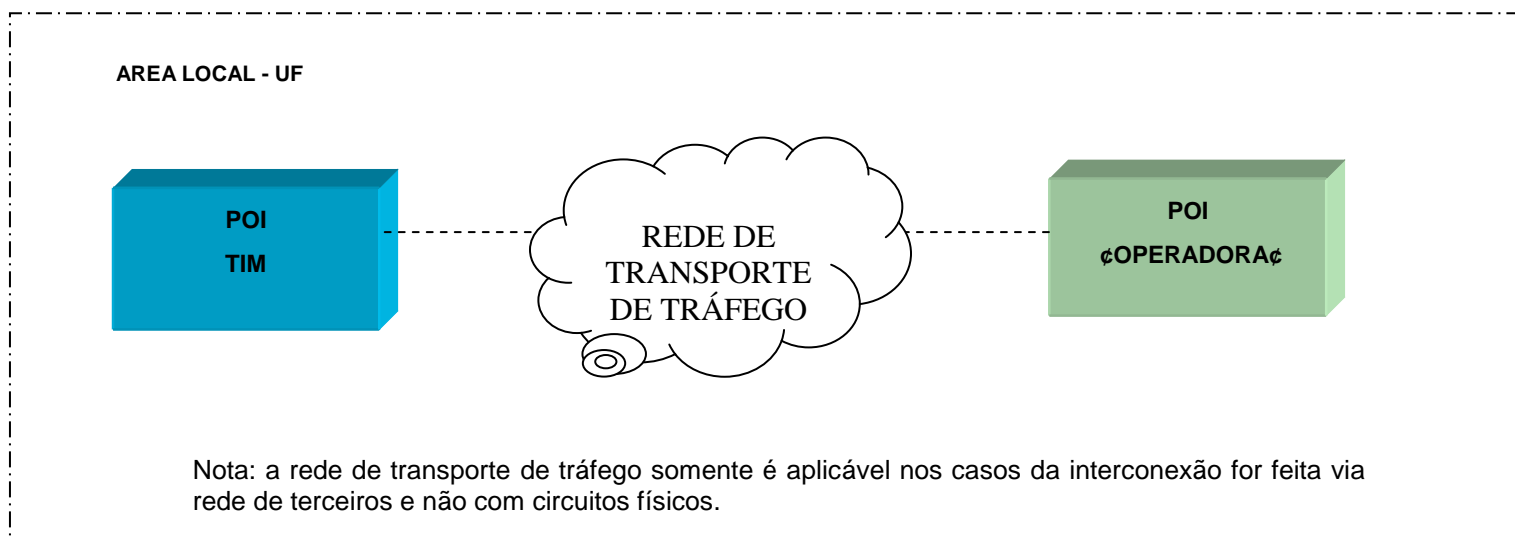 AREA LOCAL - UF
POI
TIM
REDE DE
TRANSPORTE
DE TRÁFEGO
POI
¢OPERADORA¢
Nota: a rede de transporte de tráfego somente é aplicável nos casos da interconexão for feita via
rede de terceiros e não com circuitos físicos.